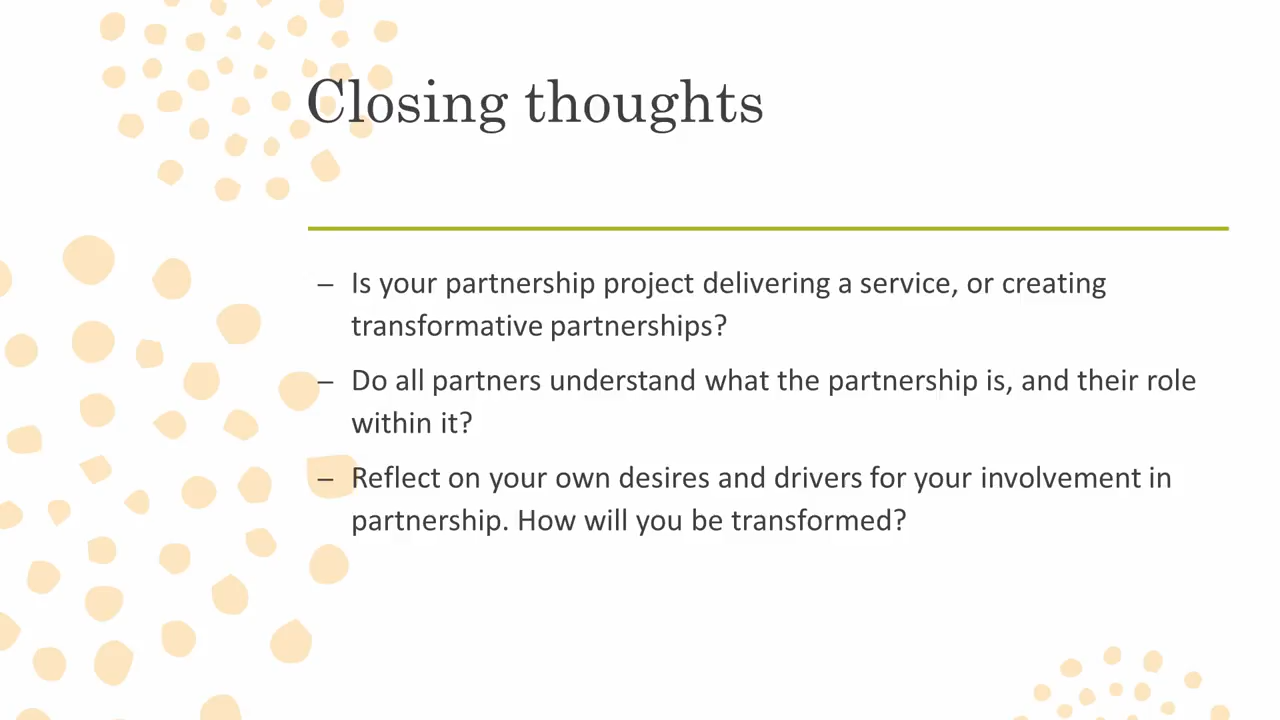 Closing thoughts
– Is your partnership project delivering a service, or creating
transformative partnerships?
– Do all partners understand what the partnership is, and their role
within it?
– Reflect on your own desires and drivers for your involvement in
partnership. How will you be transformed?